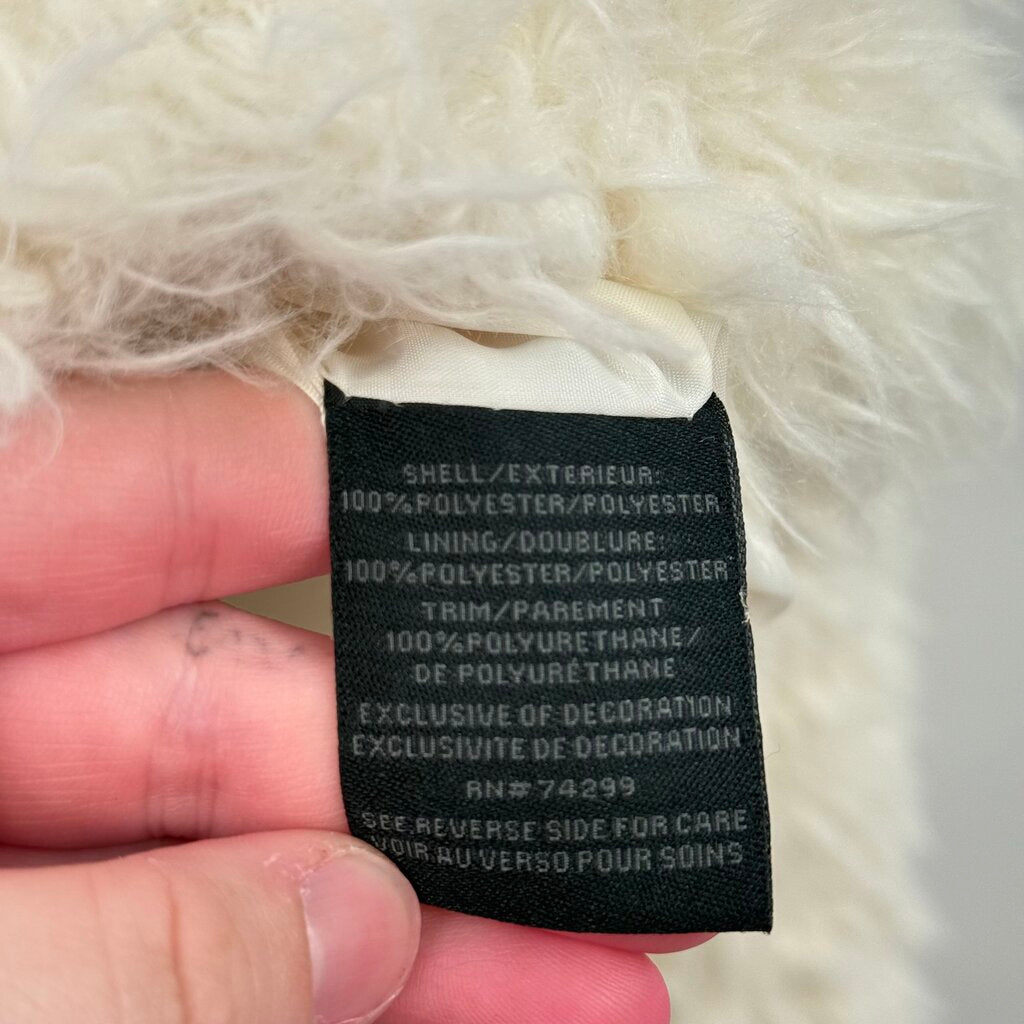 SHELL/EXTERIEUR:
100%POLYESTER/POLYESTER
LINING/DOUBLURE:
100%POLYESTER/POLYESTER
TRIM/PAREMENT
100%POLYURETHANE/
DE POLYURÉTHANE
EXCLUSIVE OF DECORATION
EXCLUSIVITE DE DECORATION
RN#74299
SEE REVERSE SIDE FOR CARE
VOIR AU VERSO POUR SOINS